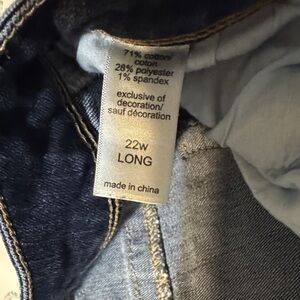 71% cotton/
coton
28% polyester
1% spandex
exclusive of
decoration/
sauf décoration
22w
LONG
made in china